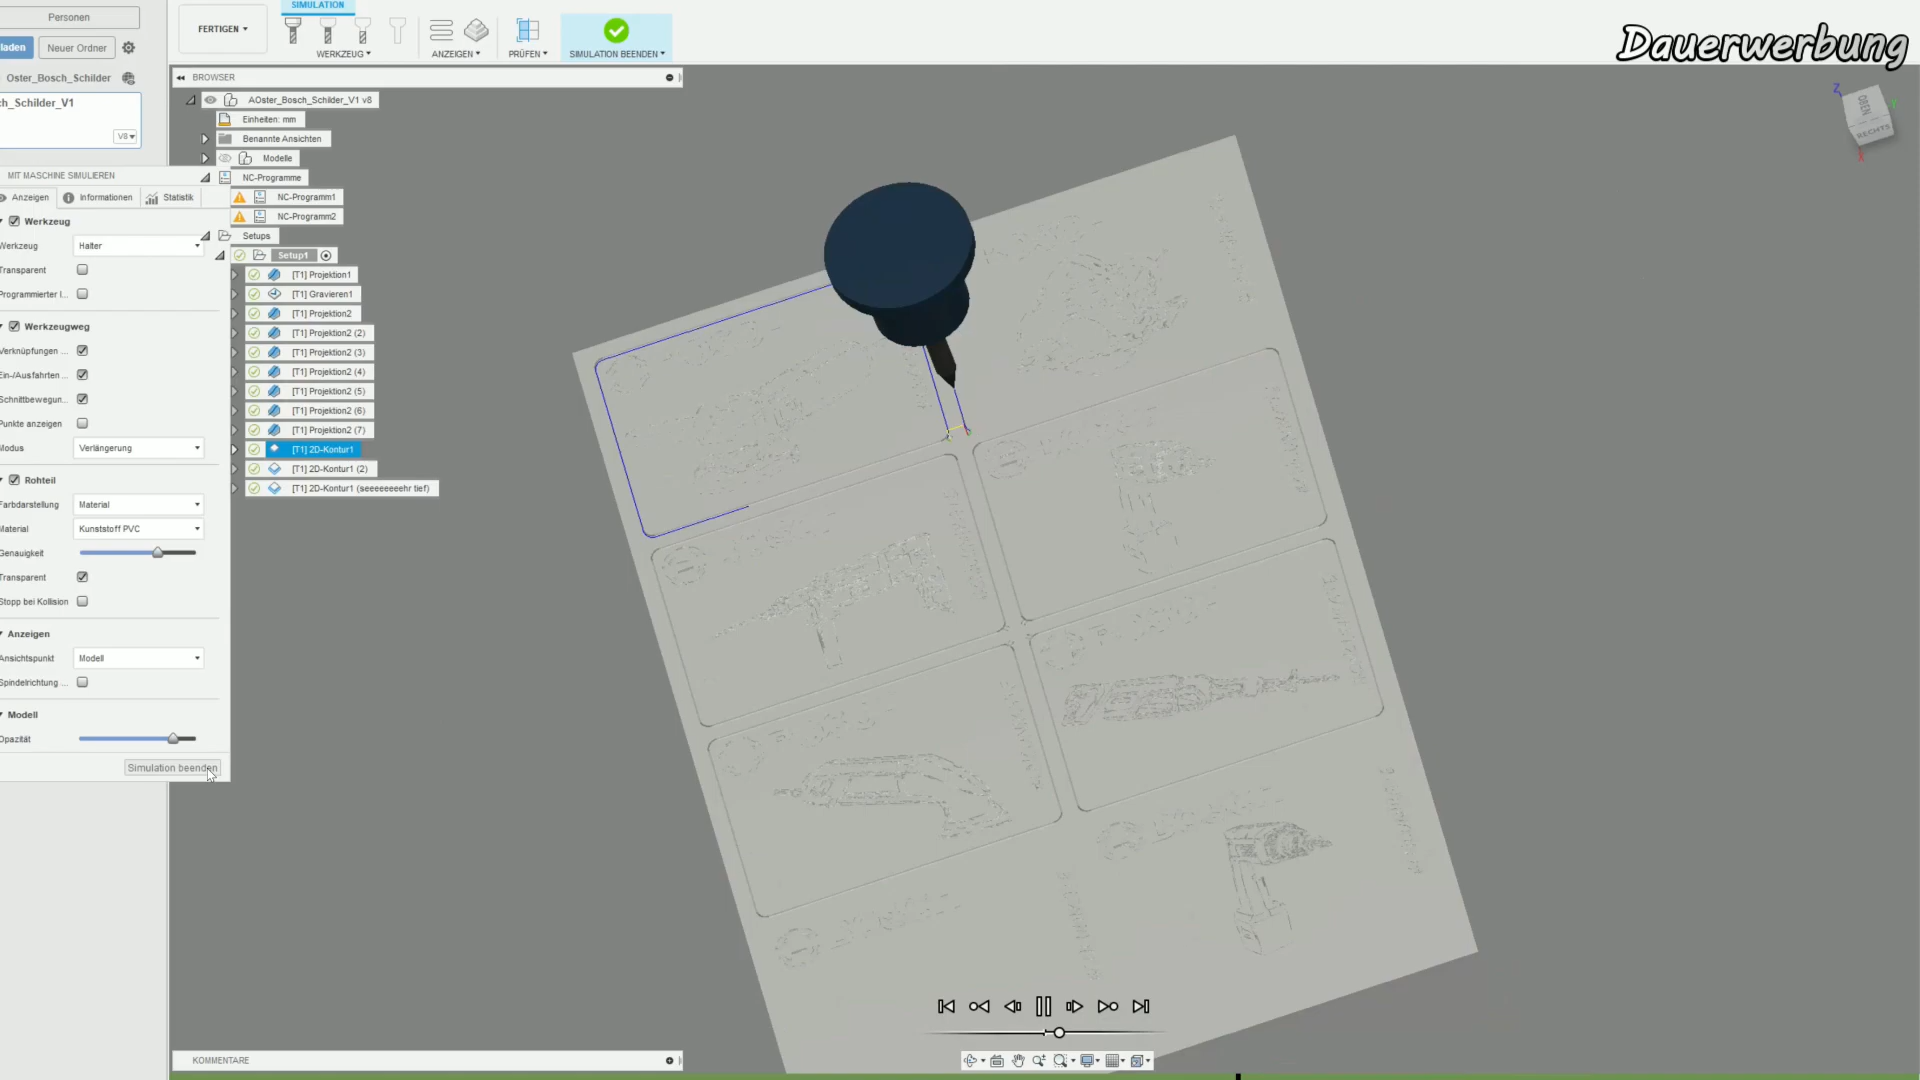 Personen
laden
Neuer Ordner
Oster_Bosch_Schilder
ch_Schilder_V1
V8
FERTIGEN
SIMULATION
WERKZEUG
ANZEIGEN
PRÜFEN
SIMULATION BEENDEN
Dauerwerbung
BROWSER
AOster_Bosch_Schilder_V1 v8
Einheiten: mm
Benannte Ansichten
Modelle
NC-Programme
NC-Programm1
NC-Programm2
Setups
Setup1
[T1] Projektion1
[T1] Gravieren1
[T1] Projektion2
[T1] Projektion2 (2)
[T1] Projektion2 (3)
[T1] Projektion2 (4)
[T1] Projektion2 (5)
[T1] Projektion2 (6)
[T1] Projektion2 (7)
[T1] 2D-Kontur1
[T1] 2D-Kontur1 (2)
[T1] 2D-Kontur1 (seeeeeeeehr tief)
MIT MASCHINE SIMULIEREN
Anzeigen
Informationen
Statistik
Werkzeug
Werkzeug Halter
Transparent
Programmierter I...
Werkzeugweg
Verknüpfungen ...
Ein-/Ausfahrten ...
Schnittbewegun...
Punkte anzeigen
Modus Verlängerung
Rohteil
Farbdarstellung Material
Material Kunststoff PVC
Genauigkeit
Transparent
Stopp bei Kollision
Anzeigen
Ansichtspunkt Modell
Spindelrichtung ...
Modell
Opazität
Simulation beenden
Z
Y
X
OBEN
RECHTS
KOMMENTARE